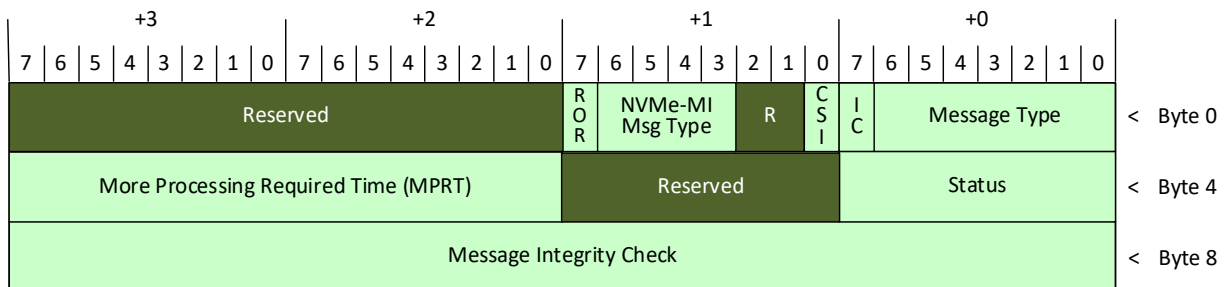 +3 +2 +1 +0
7 6 5 4 3 2 1 0 7 6 5 4 3 2 1 0 7 6 5 4 3 2 1 0 7 6 5 4 3 2 1 0
Reserved ROR NVMe-MI Msg Type R CSI IC Message Type < Byte 0
More Processing Required Time (MPRT) Reserved Status < Byte 4
Message Integrity Check < Byte 8